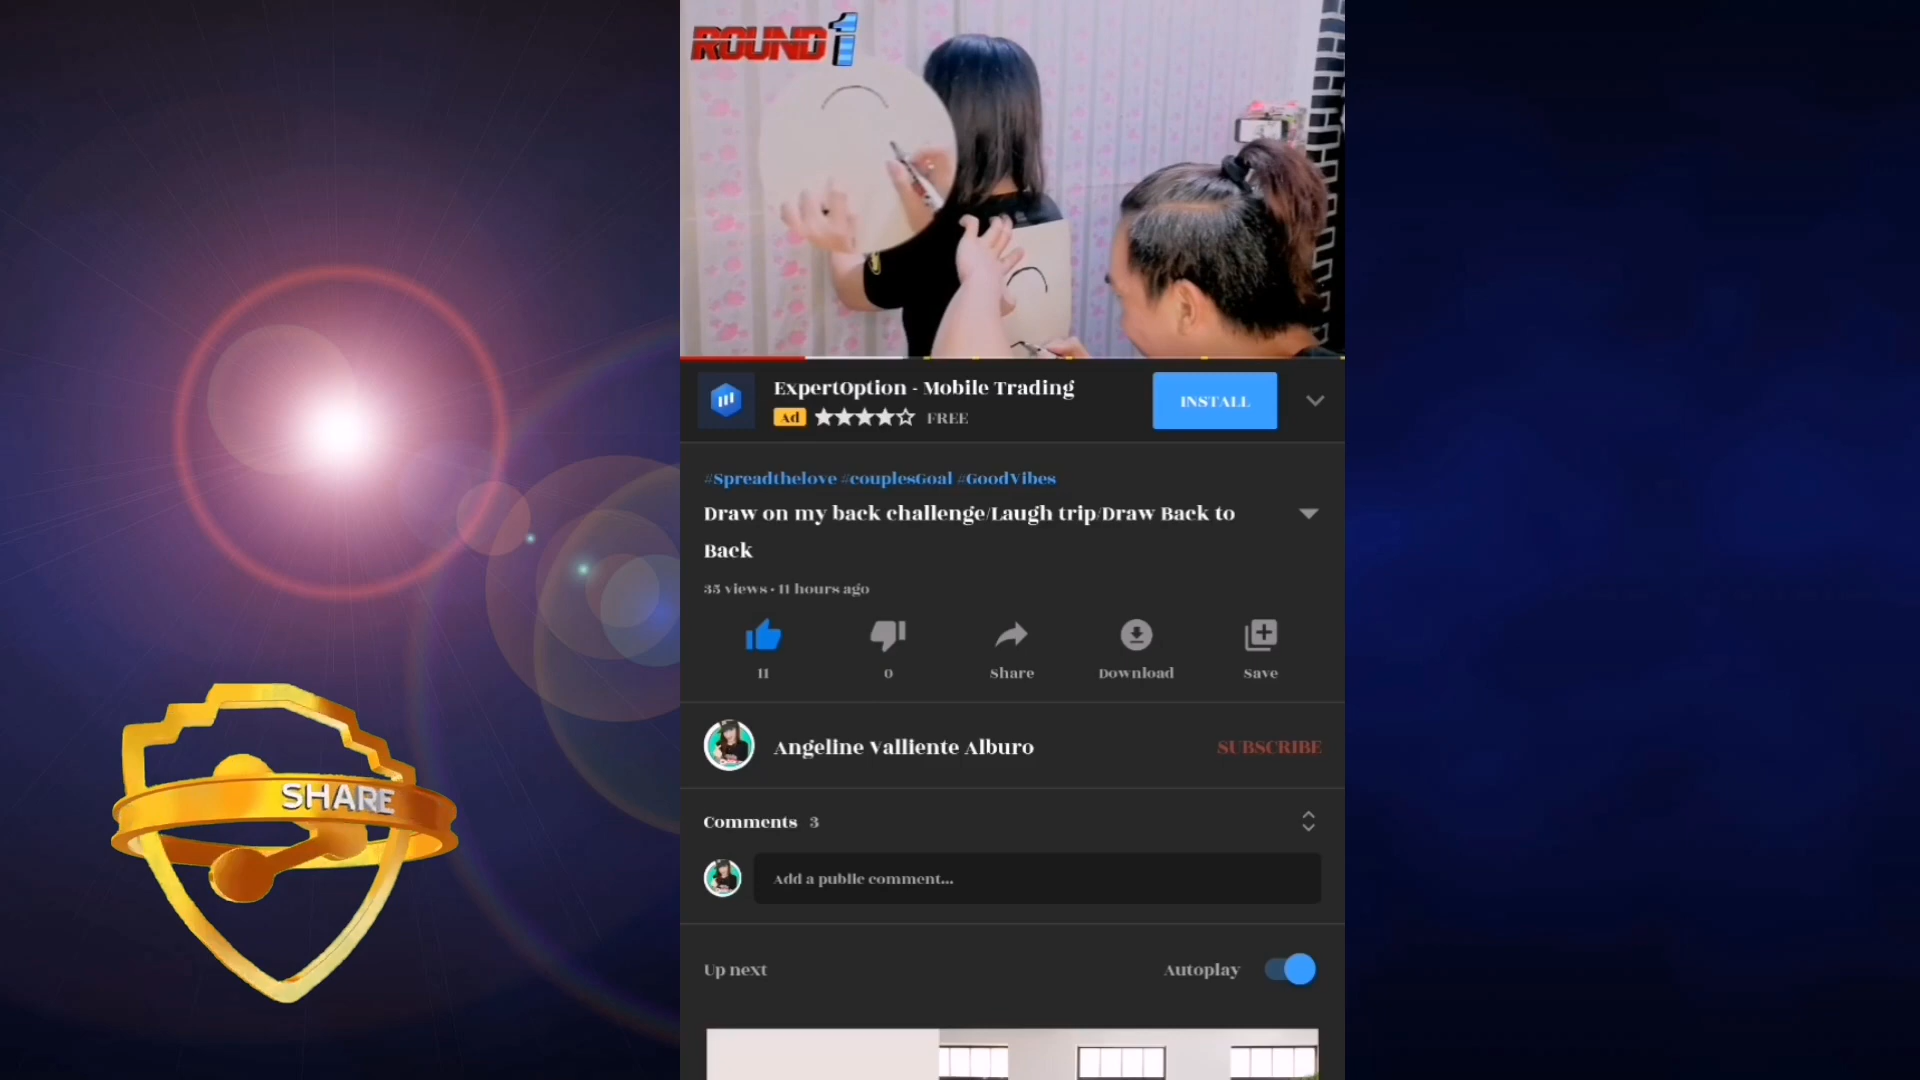 ROUND 1
ExpertOption - Mobile Trading
Ad FREE
INSTALL
#Spreadthelove #couplesGoal #GoodVibes
Draw on my back challenge/Laugh trip/Draw Back to
Back
35 views · 11 hours ago
11
0
Share
Download
Save
Angeline Valliente Alburo
SUBSCRIBE
Comments 3
Add a public comment...
Up next
Autoplay
SHARE